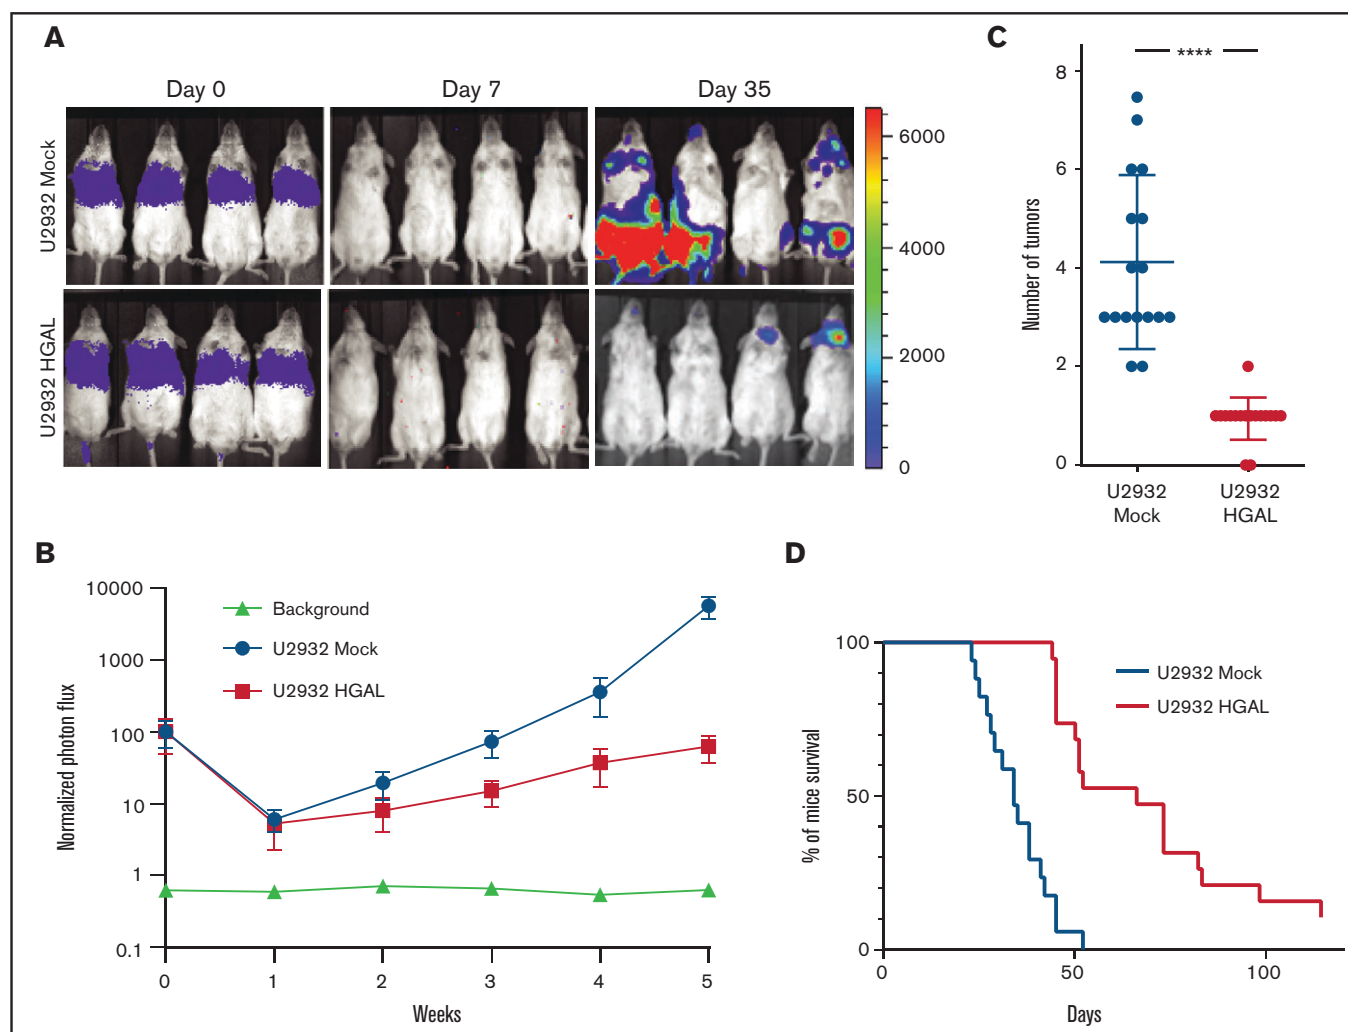 A
Day 0
Day 7
Day 35
U2932 Mock
U2932 HGAL
6000
4000
2000
0
C
****
8
6
4
2
0
Number of tumors
U2932
Mock
U2932
HGAL
B
10000
1000
100
10
1
0.1
Normalized photon flux
Background
U2932 Mock
U2932 HGAL
0 1 2 3 4 5
Weeks
D
100
50
0
% of mice survival
U2932 Mock
U2932 HGAL
0 50 100
Days